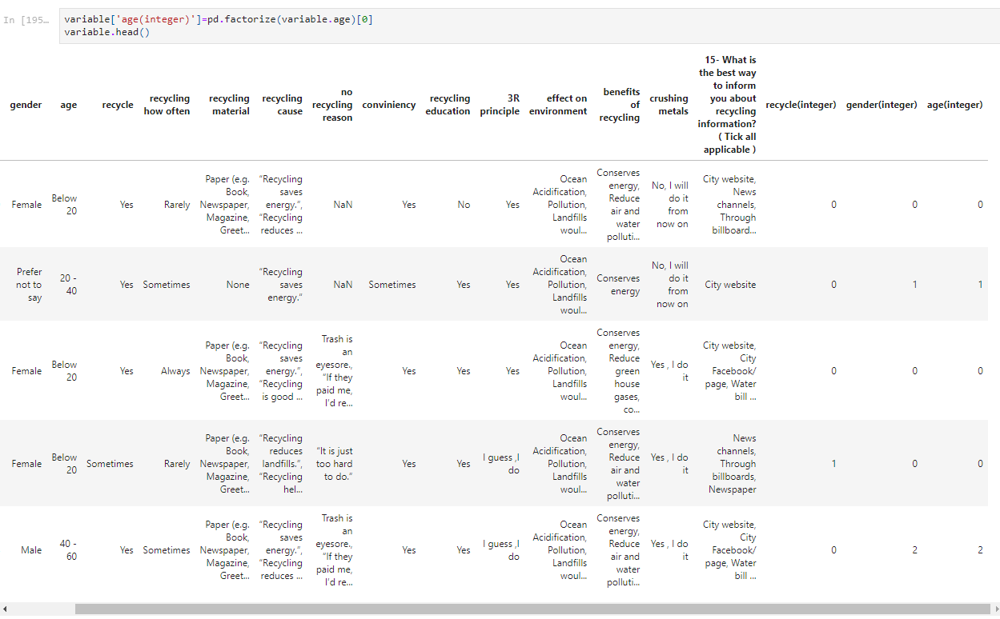 In [195…
variable['age(integer)']=pd.factorize(variable.age)[0]
variable.head()
gender age recycle recycling how often recycling material recycling cause no recycling reason conviniency recycling education 3R principle effect on environment benefits of recycling crushing metals 15- What is the best way to inform you about recycling information? ( Tick all applicable ) recycle(integer) gender(integer) age(integer)
Female Below 20 Yes Rarely Paper (e.g. Book, Newspaper, Magazine, Greet... “Recycling saves energy.”, “Recycling reduces ... NaN Yes No Yes Ocean Acidification, Pollution, Landfills woul... Conserves energy, Reduce air and water polluti... No, I will do it from now on City website, News channels, Through billboard... 0 0 0
Prefer not to say 20 - 40 Yes Sometimes None “Recycling saves energy.” NaN Sometimes Yes Yes Ocean Acidification, Pollution, Landfills woul... Conserves energy No, I will do it from now on City website 0 1 1
Female Below 20 Yes Always Paper (e.g. Book, Newspaper, Magazine, Greet... “Recycling saves energy.”, “Recycling is good ... Trash is an eyesore., “If they paid me, I’d re... Yes Yes Yes Ocean Acidification, Pollution, Landfills woul... Conserves energy, Reduce green house gases, co... Yes , I do it City website, City Facebook/ page, Water bill ... 0 0 0
Female Below 20 Sometimes Rarely Paper (e.g. Book, Newspaper, Magazine, Greet... “Recycling reduces landfills.”, “Recycling hel... “It is just too hard to do.” Yes Yes I guess ,I do Ocean Acidification, Pollution, Landfills woul... Conserves energy, Reduce air and water polluti... Yes , I do it News channels, Through billboards, Newspaper 1 0 0
Male 40 - 60 Yes Sometimes Paper (e.g. Book, Newspaper, Magazine, Greet... “Recycling saves energy.”, “Recycling reduces ... Trash is an eyesore., “If they paid me, I’d re... Yes Yes I guess ,I do Ocean Acidification, Pollution, Landfills woul... Conserves energy, Reduce air and water polluti... Yes , I do it City website, City Facebook/ page, Water bill ... 0 2 2